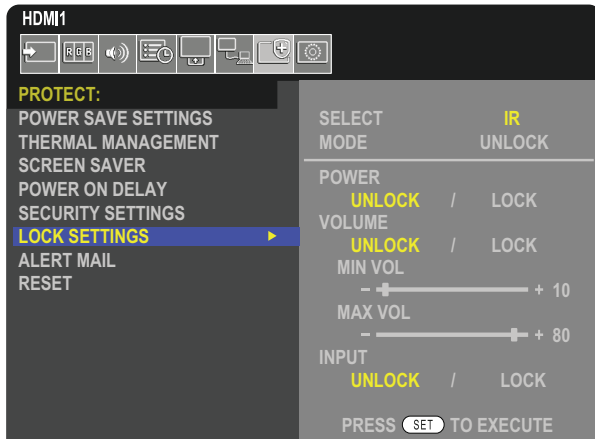 HDMI1
RGB
PROTECT:
POWER SAVE SETTINGS
THERMAL MANAGEMENT
SCREEN SAVER
POWER ON DELAY
SECURITY SETTINGS
LOCK SETTINGS
ALERT MAIL
RESET
SELECT IR
MODE UNLOCK
POWER
UNLOCK / LOCK
VOLUME
UNLOCK / LOCK
MIN VOL
- + 10
MAX VOL
- + 80
INPUT
UNLOCK / LOCK
PRESS SET TO EXECUTE